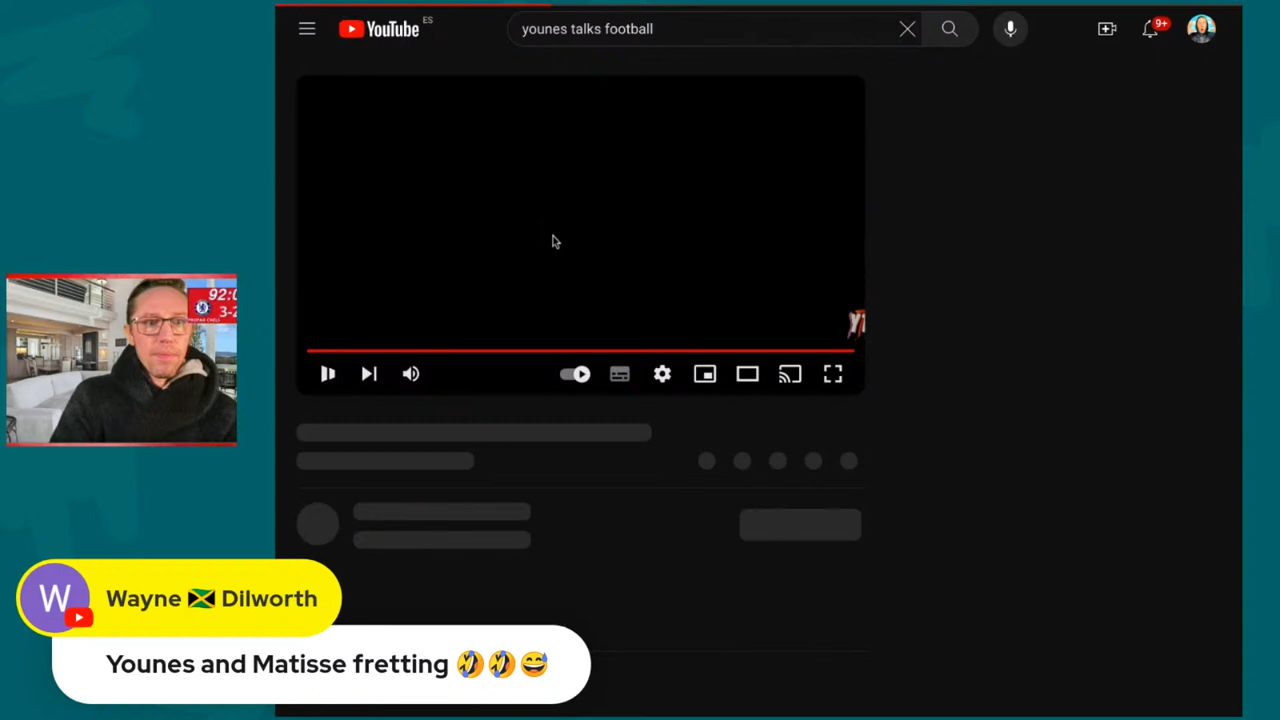 YouTube ES
younes talks football
9+
92:0
3-2
W
Wayne 🇯🇲 Dilworth
Younes and Matisse fretting 🤣🤣😅